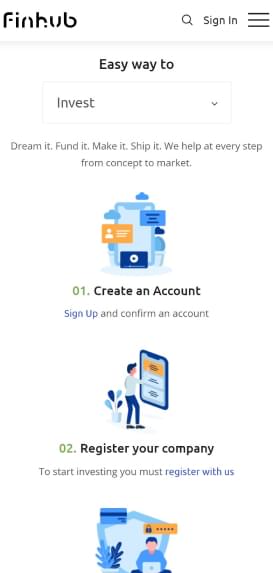 finhub Sign In
Easy way to
Invest
Dream it. Fund it. Make it. Ship it. We help at every step
from concept to market.
01. Create an Account
Sign Up and confirm an account
02. Register your company
To start investing you must register with us